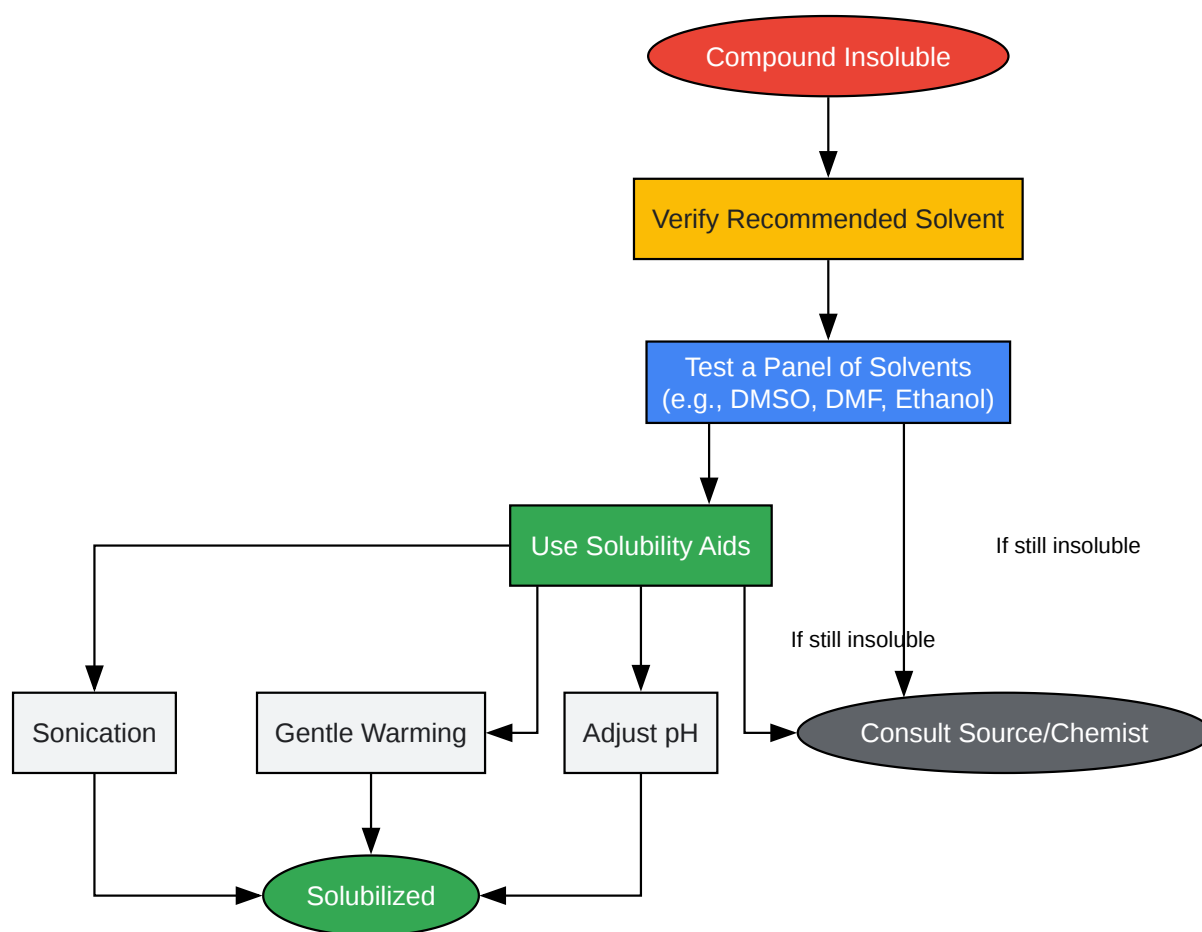 Compound Insoluble
Verify Recommended Solvent
Test a Panel of Solvents
(e.g., DMSO, DMF, Ethanol)
Use Solubility Aids
If still insoluble
If still insoluble
Sonication
Gentle Warming
Adjust pH
Consult Source/Chemist
Solubilized